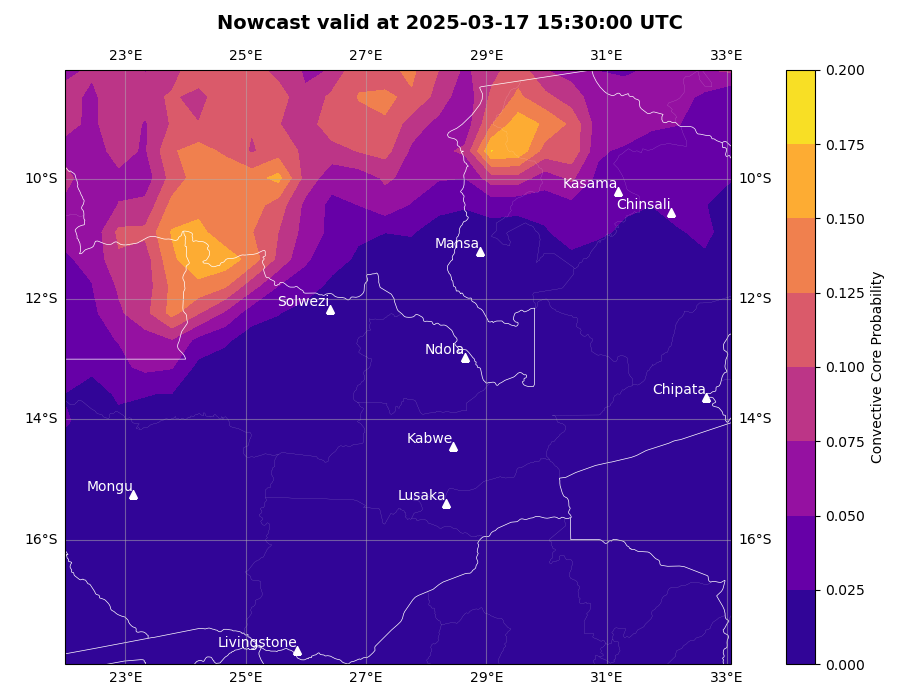 Nowcast valid at 2025-03-17 15:30:00 UTC
23°E 25°E 27°E 29°E 31°E 33°E
0.200
0.175
10°S Kasama 10°S
Chinsali
0.150
Mansa
12°S 12°S
Solwezi
0.125
Ndola
0.100
Chipata
14°S 14°S
Kabwe
0.075
Mongu
Lusaka
0.050
16°S 16°S
0.025
Livingstone
0.000
23°E 25°E 27°E 29°E 31°E 33°E
Convective Core Probability